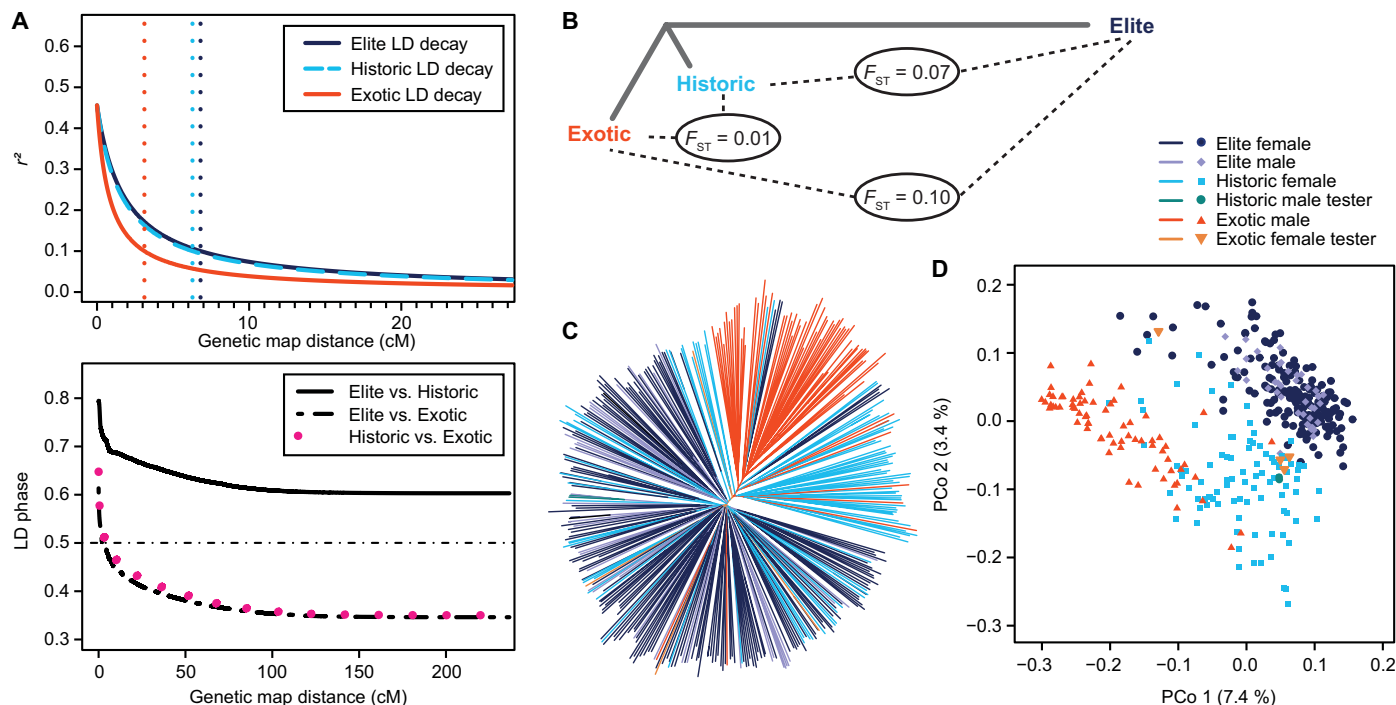 A
0.6
0.5
0.4
0.3
0.2
0.1
0.0
r²
Elite LD decay
Historic LD decay
Exotic LD decay
0 10 20
Genetic map distance (cM)
0.8
0.7
0.6
0.5
0.4
0.3
LD phase
Elite vs. Historic
Elite vs. Exotic
Historic vs. Exotic
0 50 100 150 200
Genetic map distance (cM)
B
Elite
Historic
Exotic
FST = 0.07
FST = 0.01
FST = 0.10
Elite female
Elite male
Historic female
Historic male tester
Exotic male
Exotic female tester
C
D
0.2
0.1
0.0
−0.1
−0.2
−0.3
PCo 2 (3.4 %)
−0.3 −0.2 −0.1 0.0 0.1 0.2
PCo 1 (7.4 %)